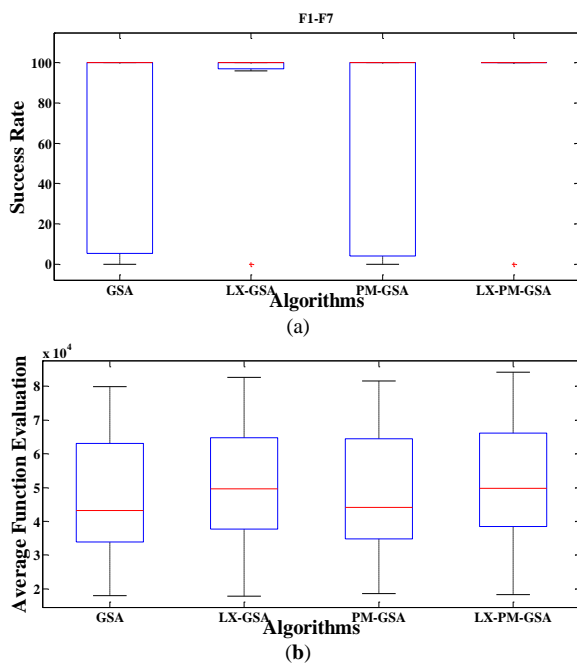 F1-F7
100
80
60
40
20
0
Success Rate
GSA LX-GSA PM-GSA LX-PM-GSA
Algorithms
(a)
x 10^4
8
7
6
5
4
3
2
Average Function Evaluation
GSA LX-GSA PM-GSA LX-PM-GSA
Algorithms
(b)